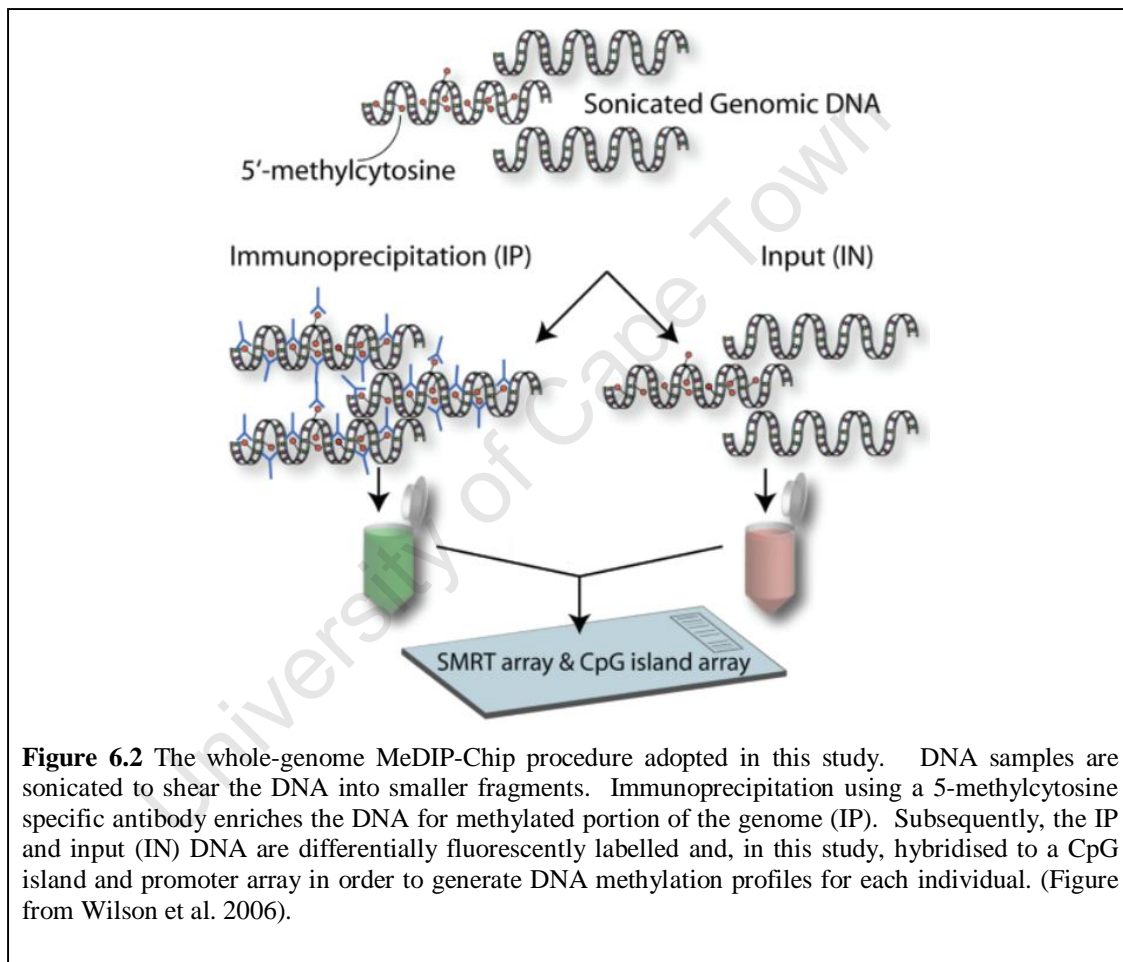 Sonicated Genomic DNA
5‘-methylcytosine
Immunoprecipitation (IP)
Input (IN)
SMRT array & CpG island array
University of Cape Town
Figure 6.2 The whole-genome MeDIP-Chip procedure adopted in this study. DNA samples are
sonicated to shear the DNA into smaller fragments. Immunoprecipitation using a 5-methylcytosine
specific antibody enriches the DNA for methylated portion of the genome (IP). Subsequently, the IP
and input (IN) DNA are differentially fluorescently labelled and, in this study, hybridised to a CpG
island and promoter array in order to generate DNA methylation profiles for each individual. (Figure
from Wilson et al. 2006).